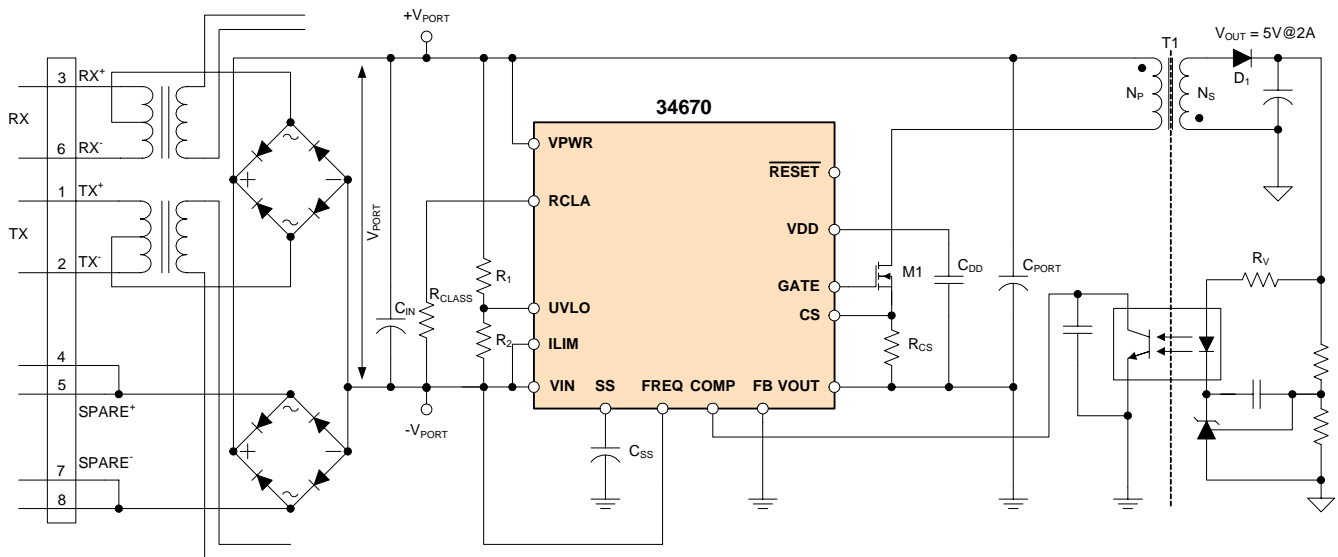 +VPORT
VOUT = 5V@2A
T1
3 RX+
D1
RX
VPORT
34670
NP
NS
VPWR
RESET
6 RX-
+ −
1 TX+
RCLA
TX
VDD
2 TX-
R1
M1
CDD
CPORT
RV
GATE
RCLASS
UVLO
CIN
CS
R2
ILIM
RCS
4
VIN
SS
FREQ
COMP
FB
VOUT
5
SPARE+
-VPORT
CSS
SPARE-
+ −
7
8